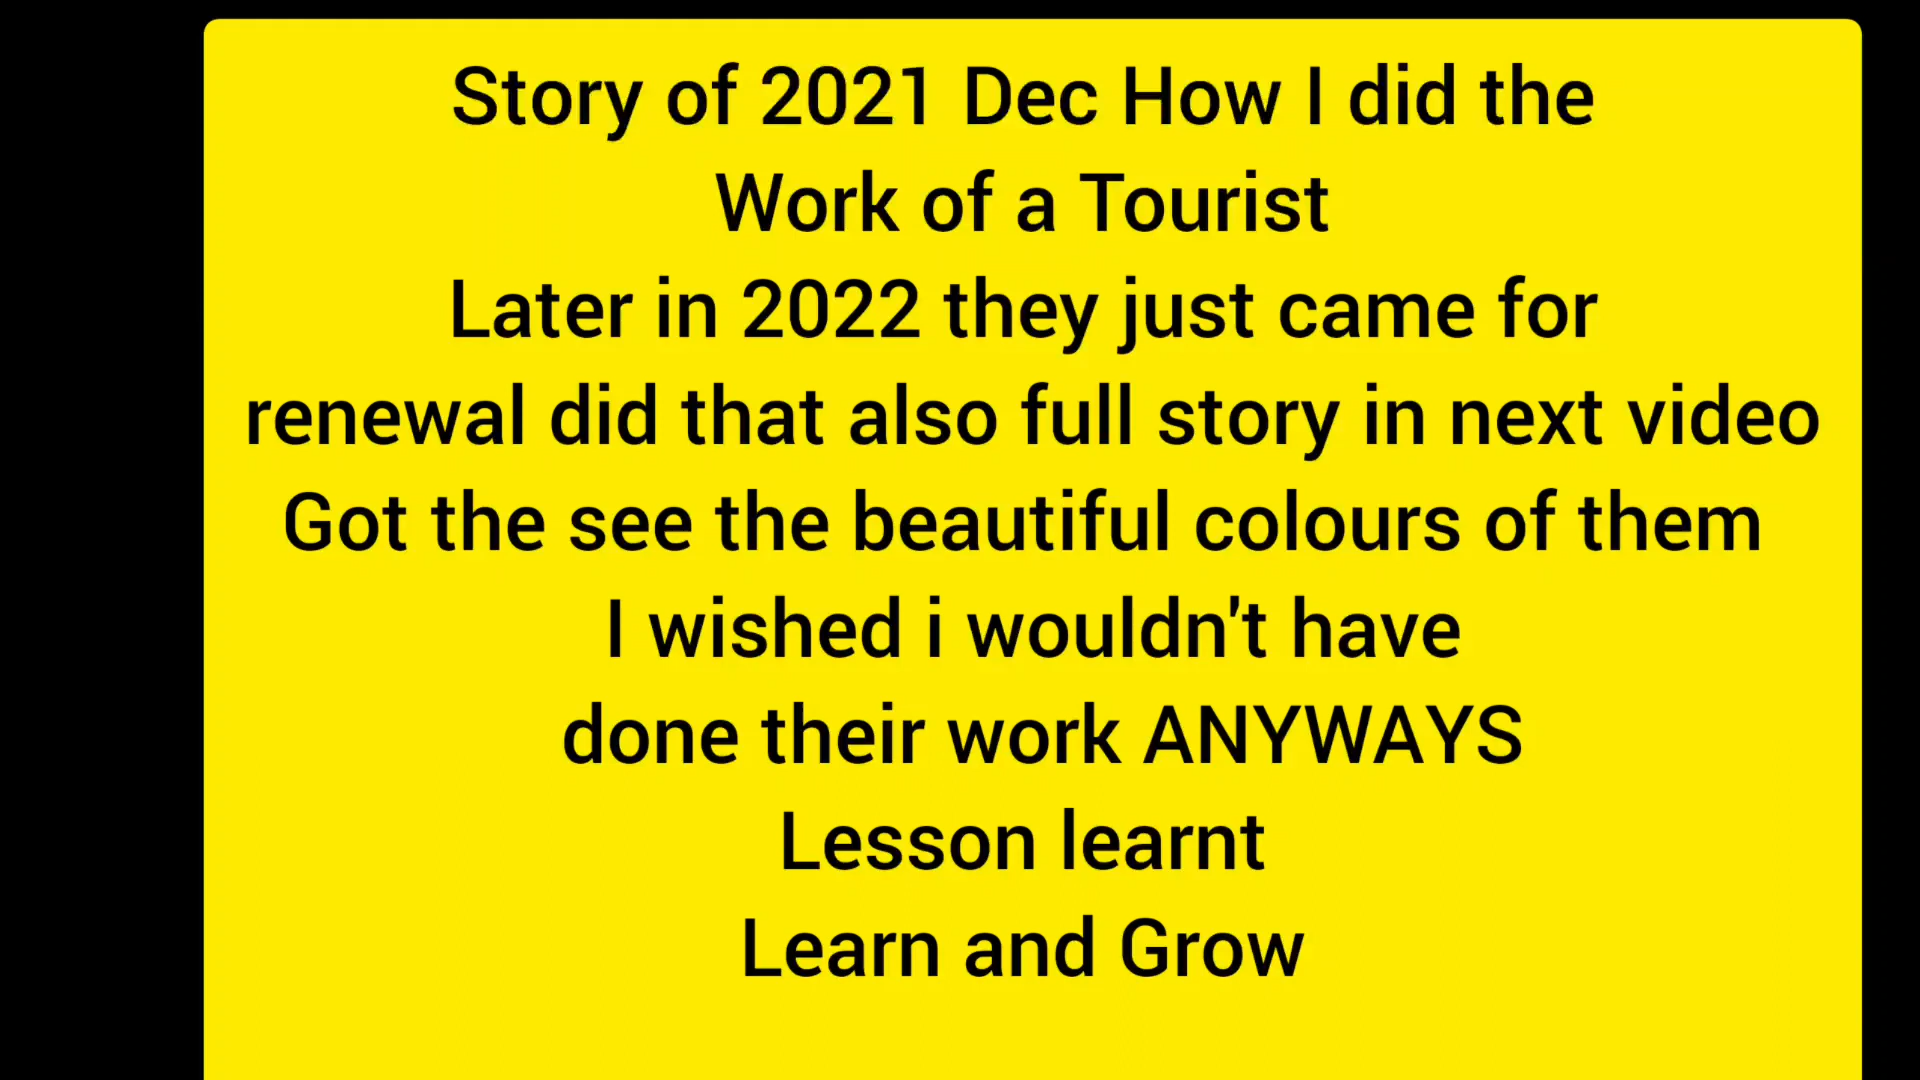 Story of 2021 Dec How I did the
Work of a Tourist
Later in 2022 they just came for
renewal did that also full story in next video
Got the see the beautiful colours of them
I wished i wouldn't have
done their work ANYWAYS
Lesson learnt
Learn and Grow